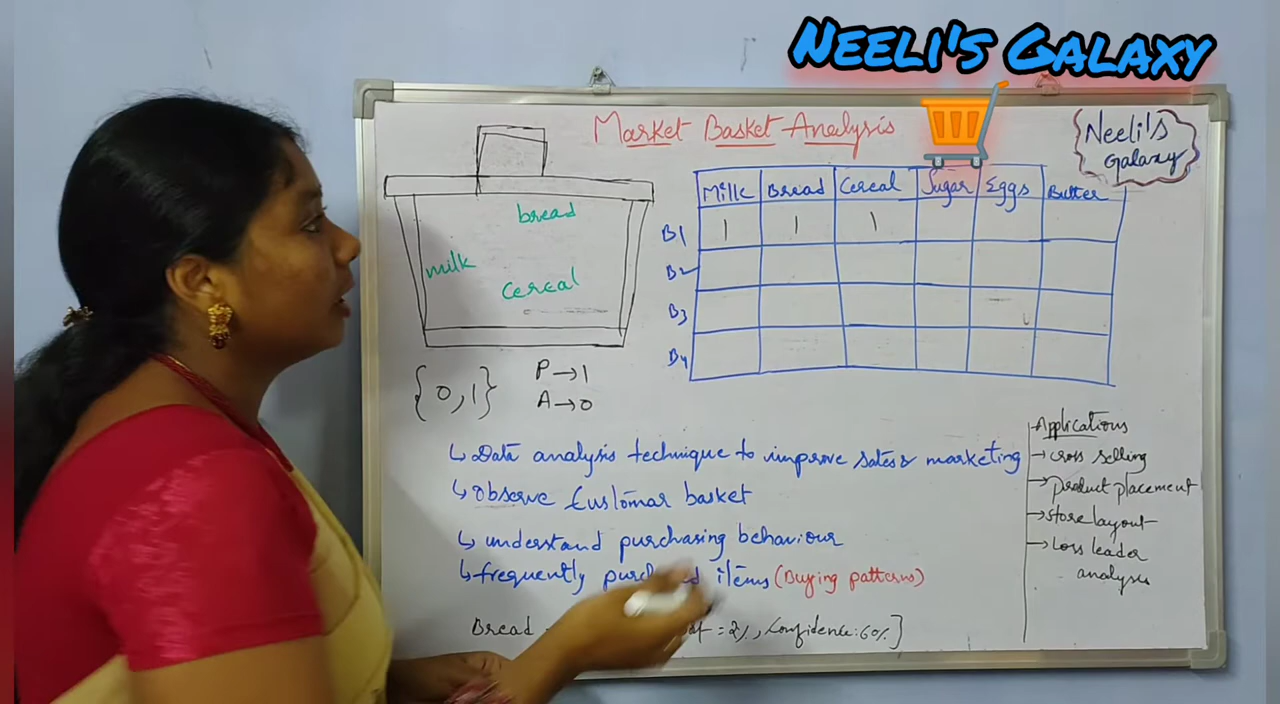 NEELI'S GALAXY
Market Basket Analysis
Neeli's
Galaxy
bread
milk
Cereal
Milk Bread Cereal Sugar Eggs Butter
B1 1 1 1
B2
B3
B4
{0,1}
P→1
A→0
↳ Data analysis technique to improve sales & marketing
↳ Observe Customar basket
↳ understand purchasing behaviour
↳ frequently items (Buying patterns)
Bread = 2%, Confidence: 60%]
Applications
→ cross selling
→ product placement
→ store layout
→ Loss leader
analysis